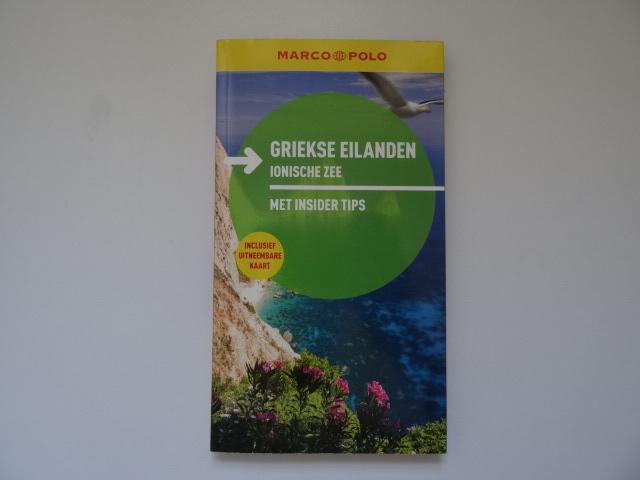 MARCO POLO
GRIEKSE EILANDEN
IONISCHE ZEE
MET INSIDER TIPS
INCLUSIEF
UITNEEMBARE
KAART